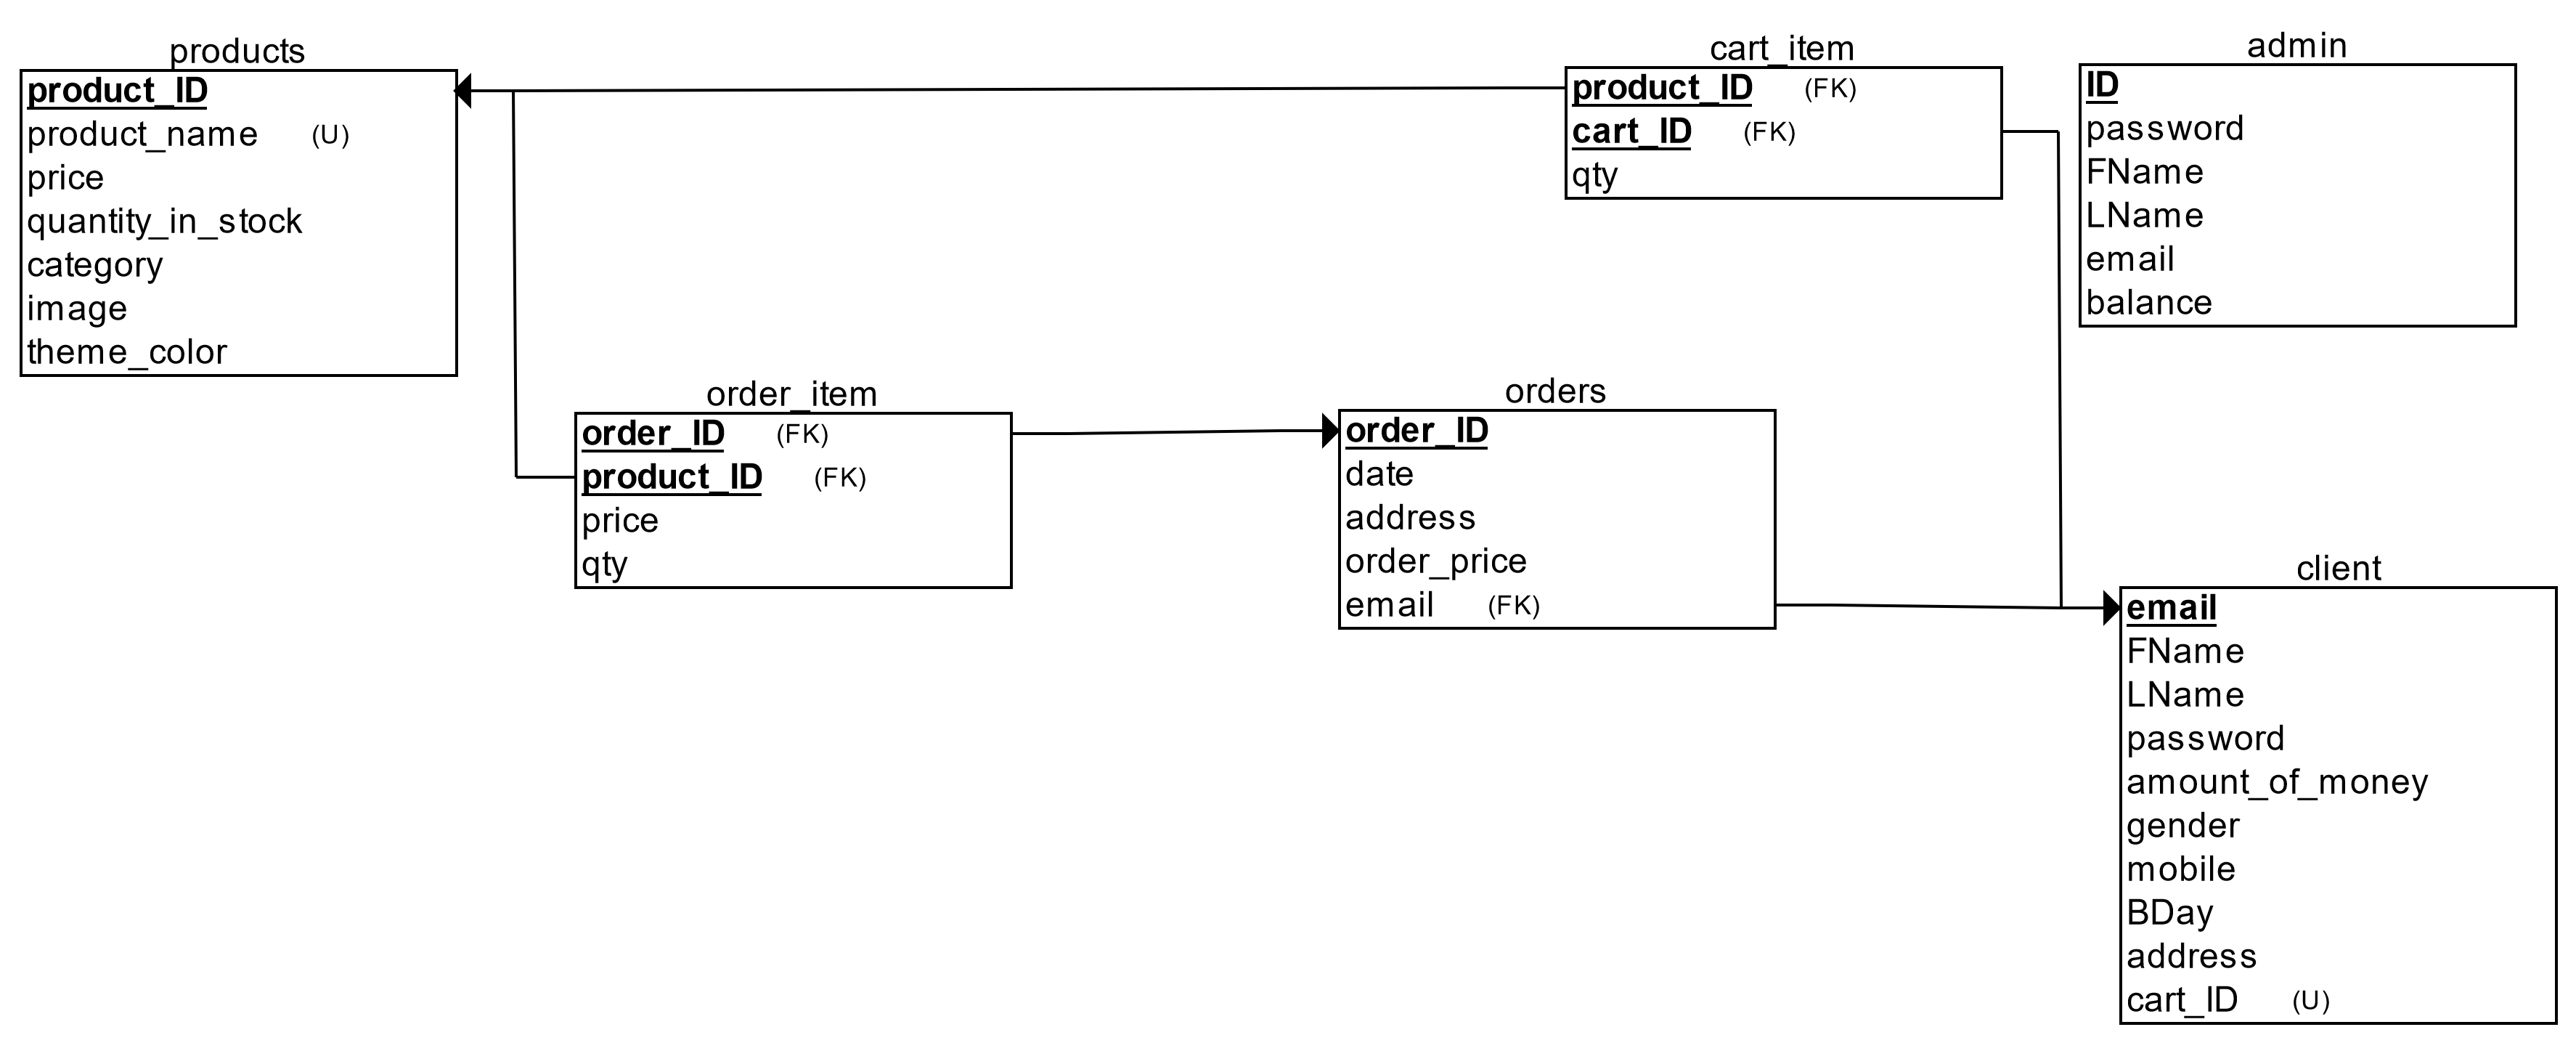 products
product_ID
product_name (U)
price
quantity_in_stock
category
image
theme_color
cart_item
product_ID (FK)
cart_ID (FK)
qty
admin
ID
password
FName
LName
email
balance
order_item
order_ID (FK)
product_ID (FK)
price
qty
orders
order_ID
date
address
order_price
email (FK)
client
email
FName
LName
password
amount_of_money
gender
mobile
BDay
address
cart_ID (U)